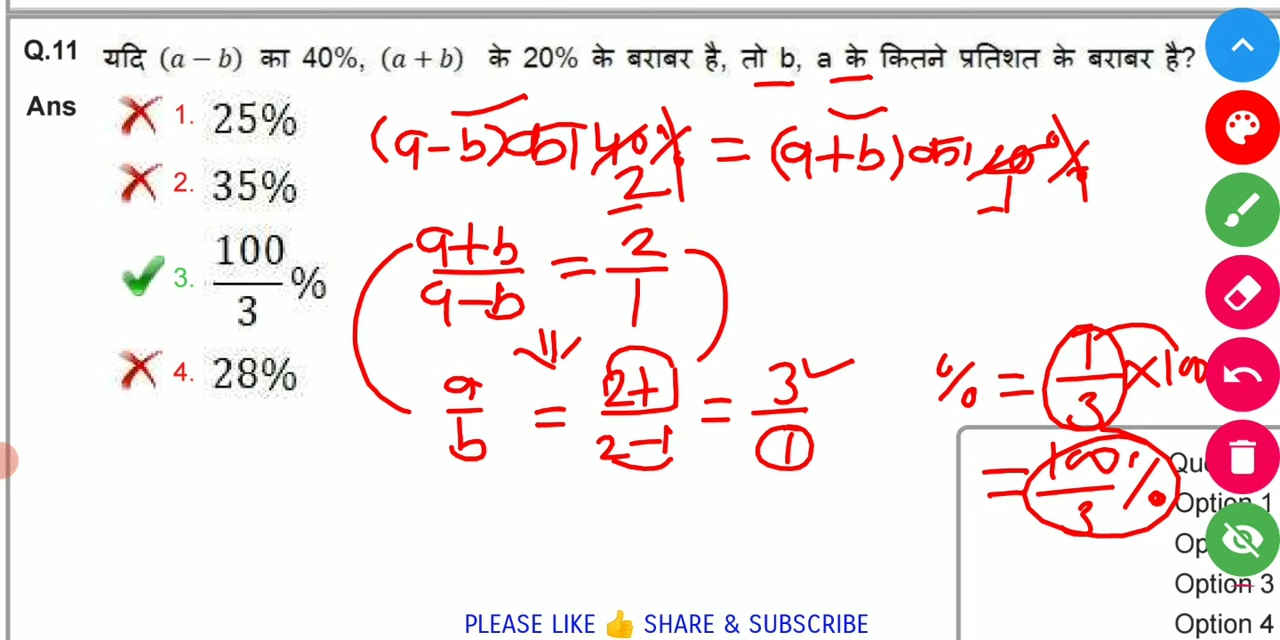 Q.11 यदि (a − b) का 40%, (a + b) के 20% के बराबर है, तो b, a के कितने प्रतिशत के बराबर है?
Ans
1. 25%
2. 35%
3. 100/3 %
4. 28%
(a-b)का 40% = (a+b)का 20%
2 1
a+b/a-b = 2/1
a/b = 2+1/2-1 = 3/1
% = 1/3 × 100
= 100/3 %
Option 1
Option 3
Option 4
PLEASE LIKE 👍 SHARE & SUBSCRIBE